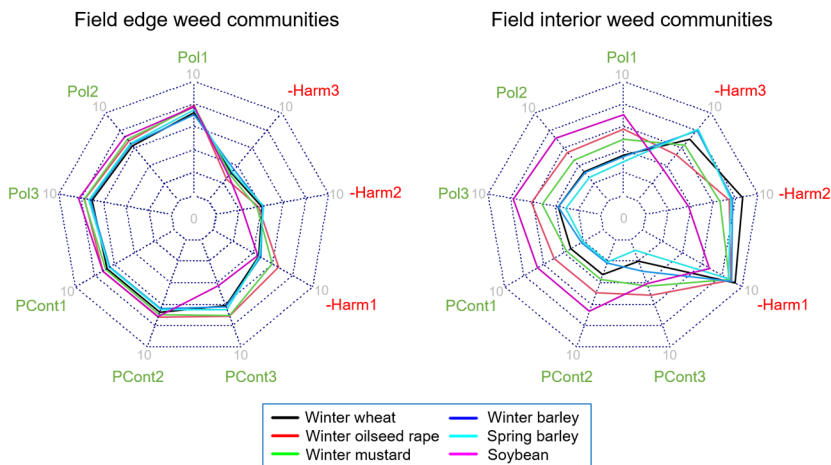 Field edge weed communities
Field interior weed communities
Pol1
10
Pol2
10
-Harm3
10
Pol3
10
-Harm2
10
0
PCont1
10
-Harm1
10
PCont2
10
PCont3
10
Pol1
10
Pol2
10
-Harm3
10
Pol3
10
-Harm2
10
0
PCont1
10
-Harm1
10
PCont2
10
PCont3
10
Winter wheat
Winter barley
Winter oilseed rape
Spring barley
Winter mustard
Soybean